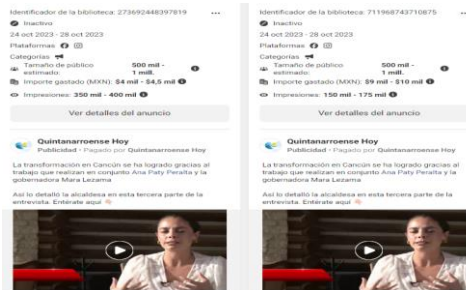 Identificador de la biblioteca: 273692448397819
Inactivo
24 oct 2023 - 28 oct 2023
Plataformas
Categorías
Tamaño de público estimado: 500 mil - 1 mill.
Importe gastado (MXN): $4 mil - $4,5 mil
Impresiones: 350 mil - 400 mil
Ver detalles del anuncio
Quintanarroense Hoy
Publicidad • Pagado por Quintanarroense Hoy
La transformación en Cancún se ha logrado gracias al
trabajo que realizan en conjunto Ana Paty Peralta y la
gobernadora Mara Lezama
Así lo detalló la alcaldesa en esta tercera parte de la
entrevista. Entérate aquí
Identificador de la biblioteca: 711968743710875
Inactivo
24 oct 2023 - 28 oct 2023
Plataformas
Categorías
Tamaño de público estimado: 500 mil - 1 mill.
Importe gastado (MXN): $9 mil - $10 mil
Impresiones: 150 mil - 175 mil
Ver detalles del anuncio
Quintanarroense Hoy
Publicidad • Pagado por Quintanarroense Hoy
La transformación en Cancún se ha logrado gracias al
trabajo que realizan en conjunto Ana Paty Peralta y la
gobernadora Mara Lezama
Así lo detalló la alcaldesa en esta tercera parte de la
entrevista. Entérate aquí